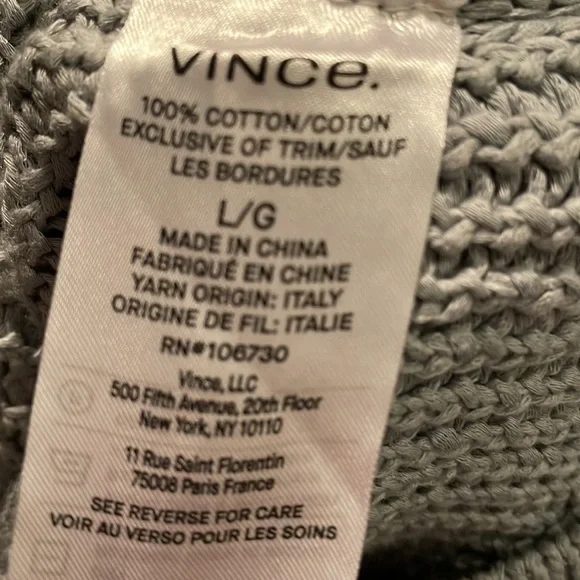 VINCe.
100% COTTON/COTON
EXCLUSIVE OF TRIM/SAUF
LES BORDURES
L/G
MADE IN CHINA
FABRIQUÉ EN CHINE
YARN ORIGIN: ITALY
ORIGINE DE FIL: ITALIE
RN#106730
Vince, LLC
500 Fifth Avenue, 20th Floor
New York, NY 10110
11 Rue Saint Florentin
75008 Paris France
SEE REVERSE FOR CARE
VOIR AU VERSO POUR LES SOINS